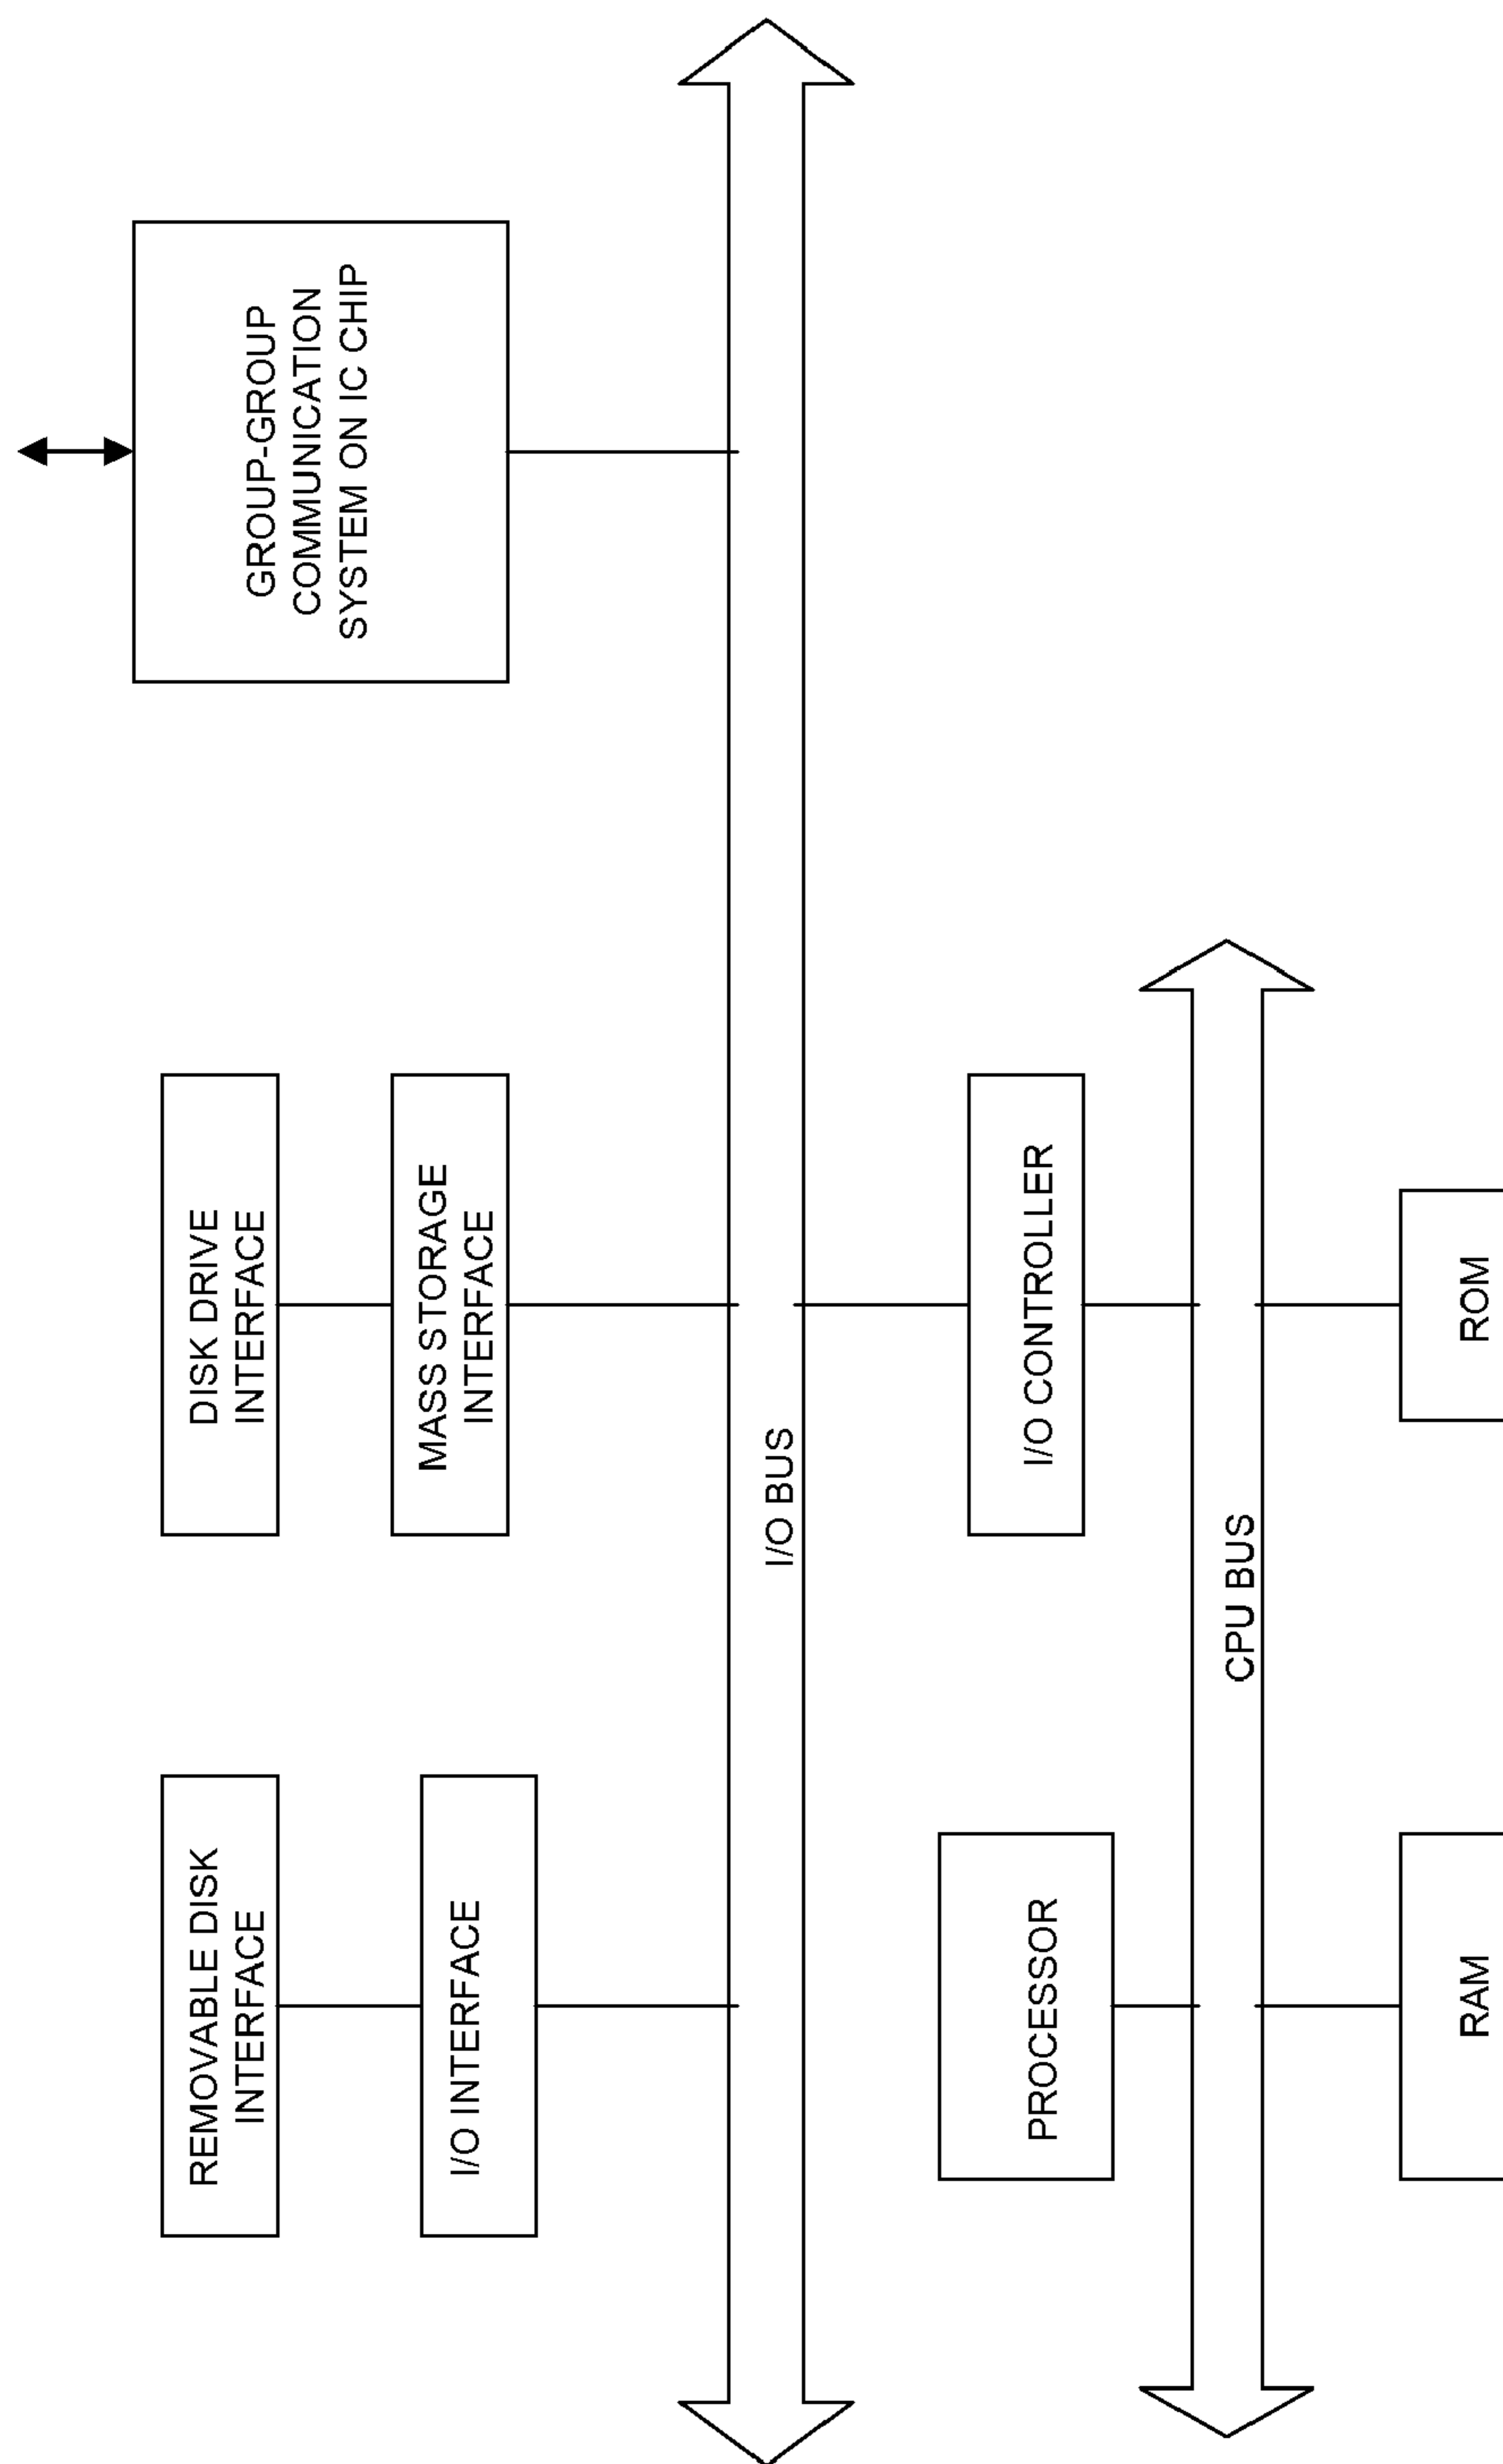 REMOVABLE DISK
INTERFACE
DISK DRIVE
INTERFACE
GROUP-GROUP
COMMUNICATION
SYSTEM ON IC CHIP
I/O INTERFACE
MASS STORAGE
INTERFACE
I/O BUS
PROCESSOR
I/O CONTROLLER
CPU BUS
RAM
ROM